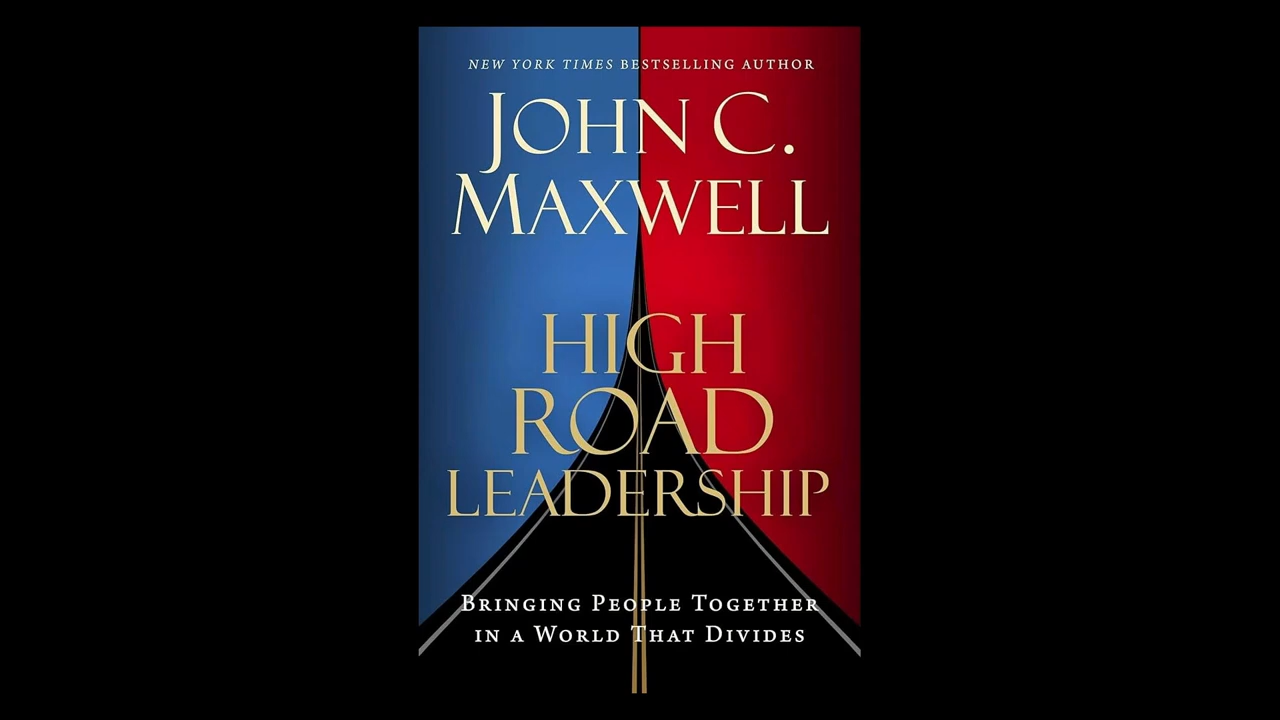 NEW YORK TIMES BESTSELLING AUTHOR
JOHN C.
MAXWELL
HIGH
ROAD
LEADERSHIP
BRINGING PEOPLE TOGETHER
IN A WORLD THAT DIVIDES